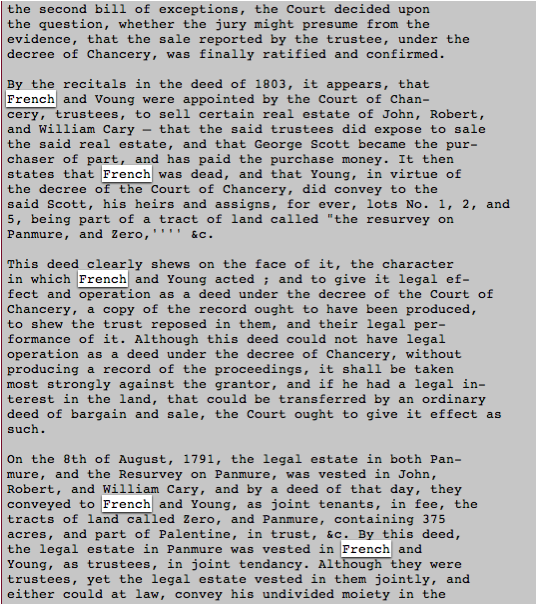 the second bill of exceptions, the Court decided upon
the question, whether the jury might presume from the
evidence, that the sale reported by the trustee, under the
decree of Chancery, was finally ratified and confirmed.
By the recitals in the deed of 1803, it appears, that
French and Voung were appointed by the Court of Chan-
cery, trustees, to sell certain real estate of John, Robert,
and William Cary — that the said trustees did expose to sale
the said real estate, and that George Scott became the pur-
chaser of part, and has paid the purchase money. It then
states that French was dead, and that Young, in virtue of
the decree of the Court of Chancery, did convey to the
said Scott, his heirs and assigns, for ever, lots No. 1, 2, and
5, being part of a tract of land called "the resurvey on
Panmure, and Zero,'''' &c.
This deed clearly shews on the face of it, the character
in which French and Young acted ; and to give it legal ef-
fect and operation as a deed under the decree of the Court of
Chancery, a copy of the record ought to have been produced,
to shew the trust reposed in them, and their legal per-
formance of it. Although this deed could not have legal
operation as a deed under the decree of Chancery, without
producing a record of the proceedings, it shall be taken
most strongly against the grantor, and if he had a legal in-
terest in the land, that could be transferred by an ordinary
deed of bargain and sale, the Court ought to give it effect as
such.
On the 8th of August, 1791, the legal estate in both Pan-
mure, and the Resurvey on Panmure, was vested in John,
Robert, and William Cary, and by a deed of that day, they
conveyed to French and Young, as joint tenants, in fee, the
tracts of land called Zero, and Panmure, containing 375
acres, and part of Palentine, in trust, &c. By this deed,
the legal estate in Panmure was vested in French and
Young, as trustees, in joint tendancy. Although they were
trustees, yet the legal estate vested in them jointly, and
either could at law, convey his undivided moiety in the